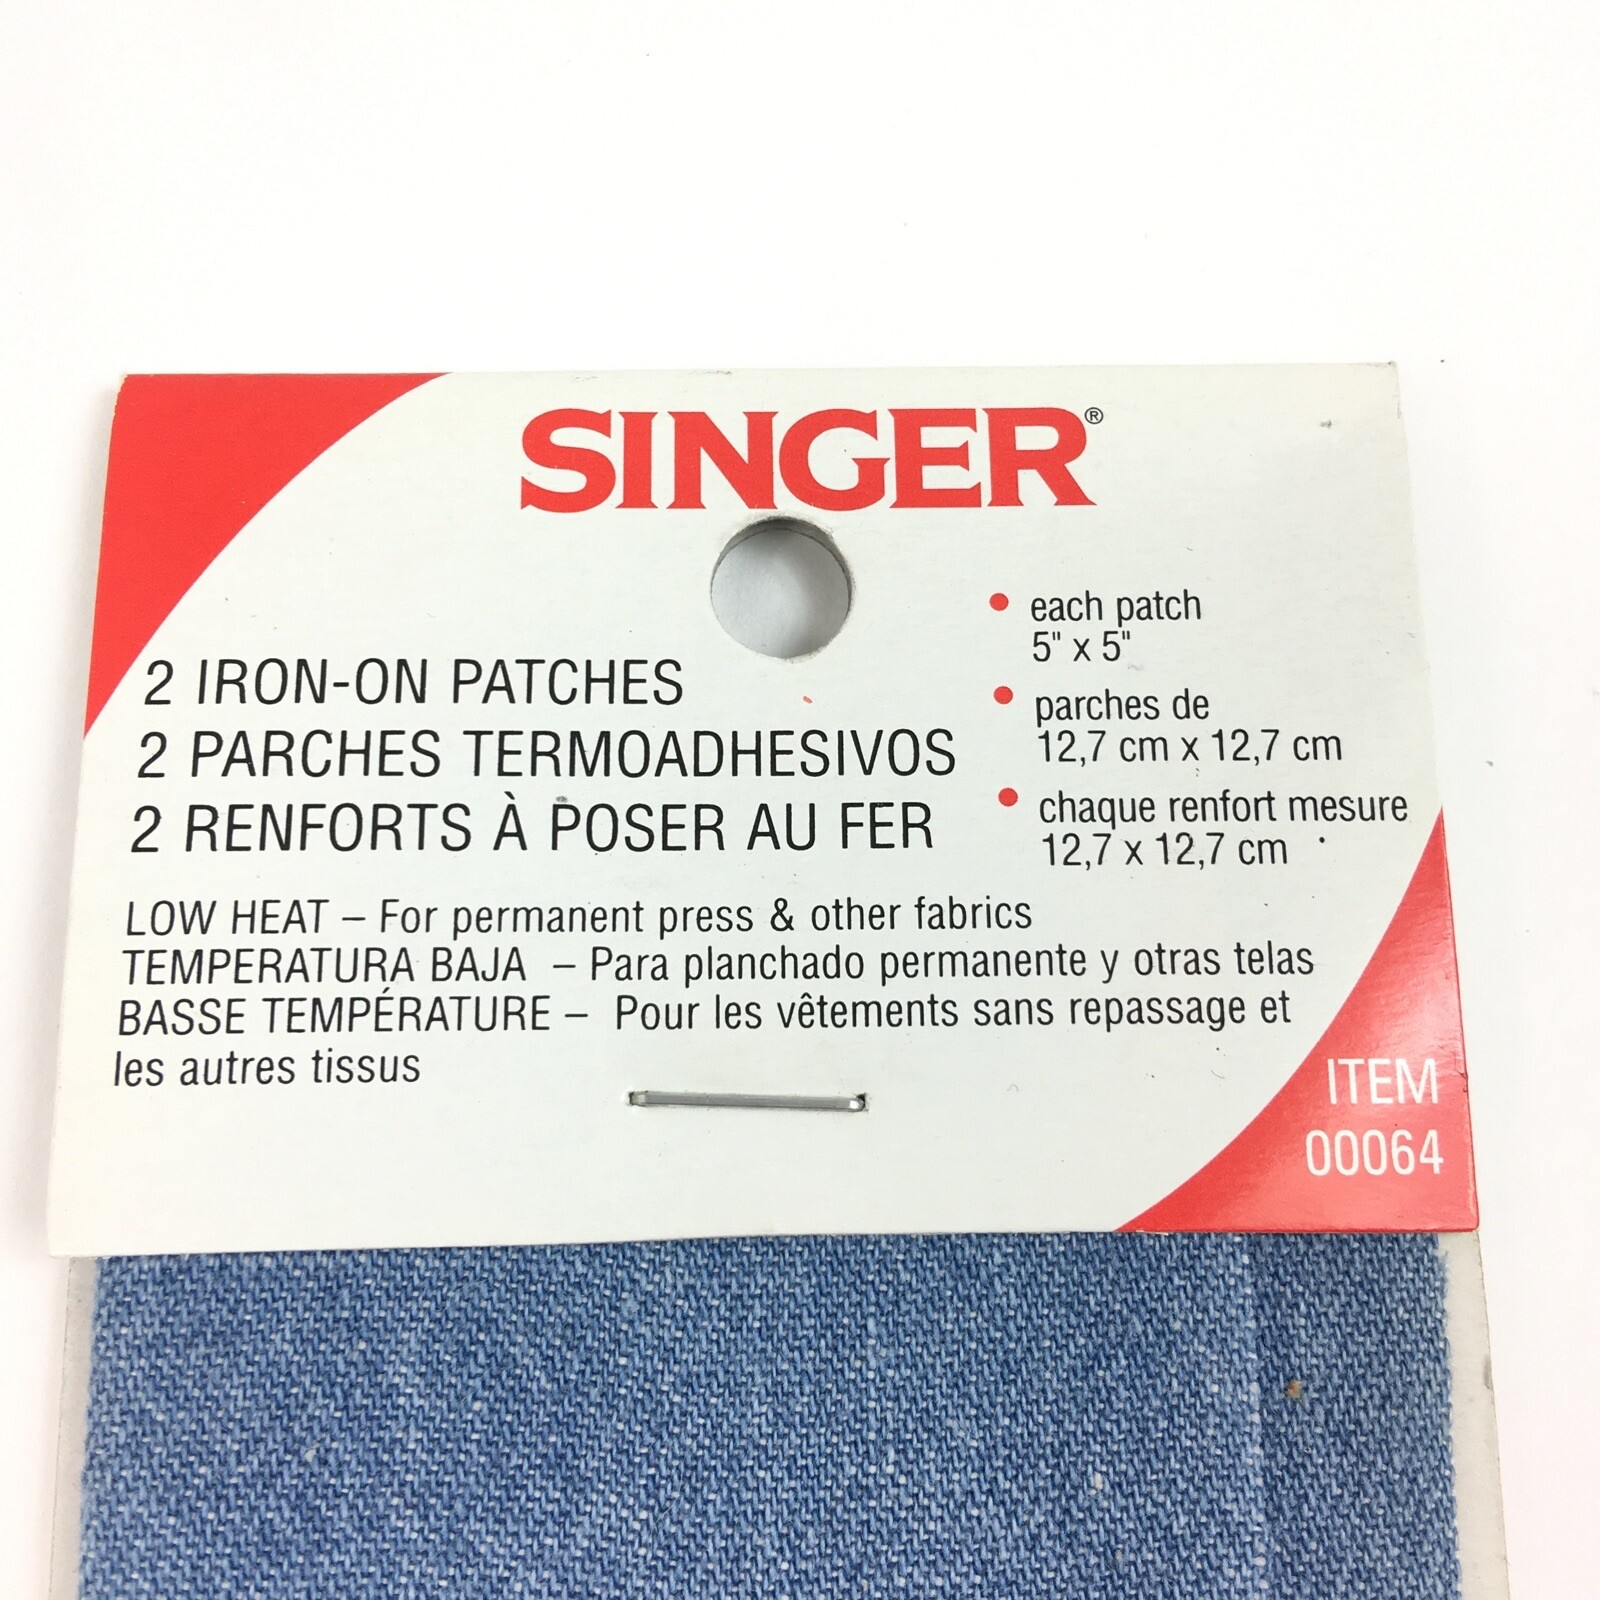 SINGER®
2 IRON-ON PATCHES
2 PARCHES TERMOADHESIVOS
2 RENFORTS À POSER AU FER
• each patch
5" x 5"
• parches de
12,7 cm x 12,7 cm
• chaque renfort mesure
12,7 x 12,7 cm
LOW HEAT – For permanent press & other fabrics
TEMPERATURA BAJA – Para planchado permanente y otras telas
BASSE TEMPÉRATURE – Pour les vêtements sans repassage et
les autres tissus
ITEM
00064